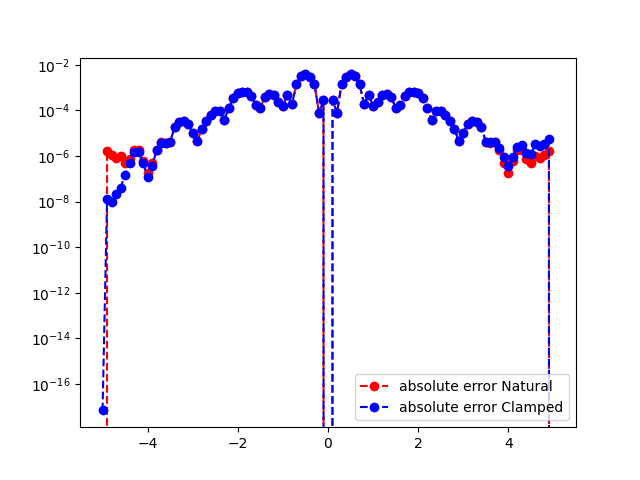 10⁻²
10⁻⁴
10⁻⁶
10⁻⁸
10⁻¹⁰
10⁻¹²
10⁻¹⁴
10⁻¹⁶
absolute error Natural
absolute error Clamped
−4 −2 0 2 4